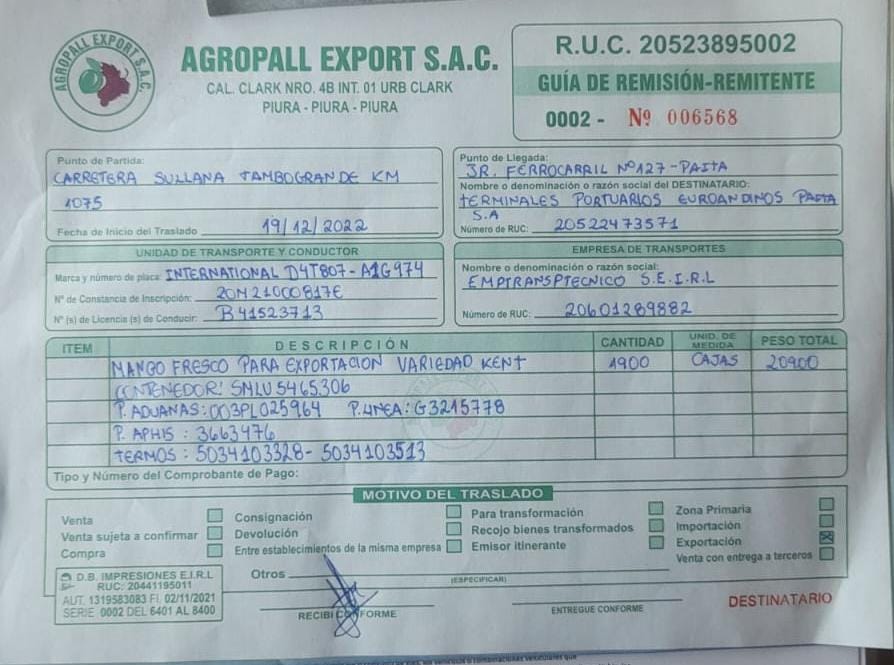 AGROPALL EXPORT S.A.C.
AGROPALL EXPORT S.A.C.
CAL. CLARK NRO. 4B INT. 01 URB CLARK
PIURA - PIURA - PIURA
R.U.C. 20523895002
GUÍA DE REMISIÓN-REMITENTE
0002 - Nº 006568
Punto de Partida:
CARRETERA SULLANA TAMBOGRANDE KM
1075
Fecha de Inicio del Traslado 19/12/2022
Punto de Llegada:
JR. FERROCARRIL Nº127-PAITA
Nombre o denominación o razón social del DESTINATARIO:
TERMINALES PORTUARIOS EUROANDINOS PAITA
S.A
Número de RUC: 20522473571
UNIDAD DE TRANSPORTE Y CONDUCTOR
Marca y número de placa: INTERNATIONAL D4T807-A1G974
Nº de Constancia de Inscripción: 20M21000817E
Nº (s) de Licencia (s) de Conducir: B41523713
EMPRESA DE TRANSPORTES
Nombre o denominación o razón social:
EMPTRANSPTECNICO S.E.I.R.L
Número de RUC: 20601289882
ITEM DESCRIPCIÓN CANTIDAD UNID. DE MEDIDA PESO TOTAL
MANGO FRESCO PARA EXPORTACION VARIEDAD KENT 1900 CAJAS 20900
CONTENEDOR: SMLU5465306
P. ADUANAS: 003PL025964 P. LINEA: G3215778
P. APHIS : 3663476
TERMOS : 5034103328- 5034103513
Tipo y Número del Comprobante de Pago:
MOTIVO DEL TRASLADO
Venta
Venta sujeta a confirmar
Compra
Consignación
Devolución
Entre establecimientos de la misma empresa
Para transformación
Recojo bienes transformados
Emisor itinerante
Zona Primaria
Importación
Exportación
Venta con entrega a terceros
Otros
(ESPECIFICAR)
D.B. IMPRESIONES E.I.R.L
RUC: 20441195011
AUT. 1319583083 FI. 02/11/2021
SERIE 0002 DEL 6401 AL 8400
RECIBI CONFORME
ENTREGUE CONFORME
DESTINATARIO